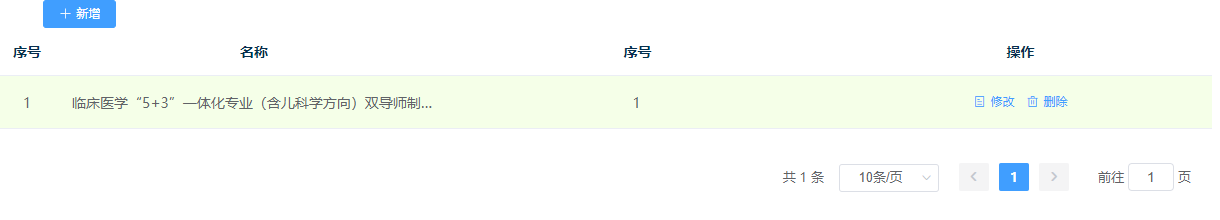 新增
序号 名称 序号 操作
1 临床医学“5+3”一体化专业（含儿科学方向）双导师制... 1 修改 删除
共 1 条 10条/页 1 前往 1 页